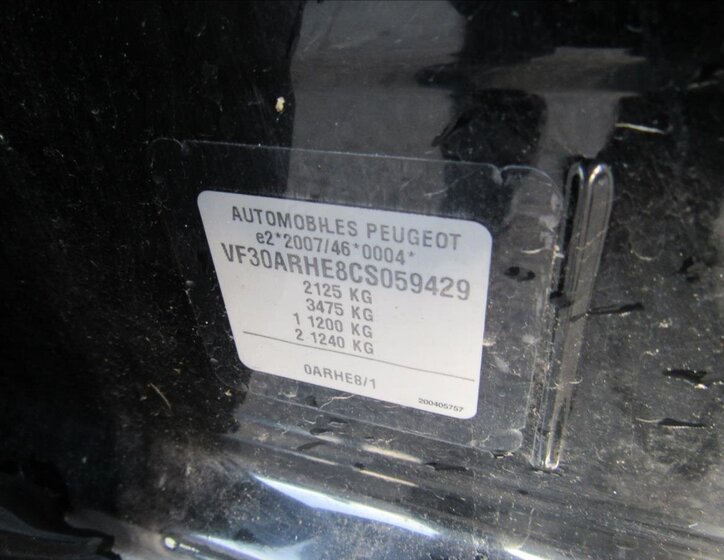 AUTOMOBILES PEUGEOT
e2*2007/46*0004*
VF30ARHE8CS059429
2125 KG
3475 KG
1 1200 KG
2 1240 KG
0ARHE8/1
200405757